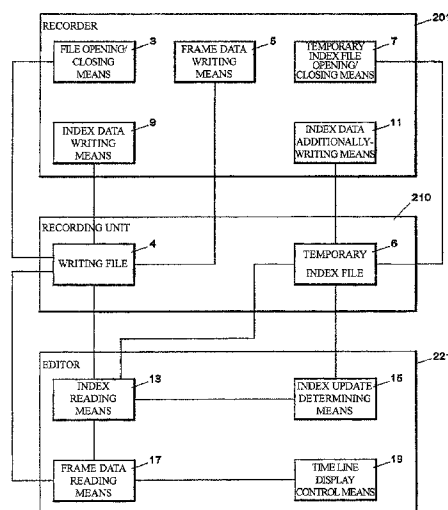 RECORDER
201
FILE OPENING/
CLOSING MEANS
3
FRAME DATA
WRITING
MEANS
5
TEMPORARY
INDEX FILE
OPENING/
CLOSING MEANS
7
INDEX DATA
WRITING
MEANS
9
INDEX DATA
ADDITIONALLY-
WRITING MEANS
11
210
RECORDING UNIT
WRITING FILE
4
TEMPORARY
INDEX FILE
6
221
EDITOR
INDEX
READING
MEANS
13
INDEX UPDATE
DETERMINING
MEANS
15
FRAME DATA
READING
MEANS
17
TIME LINE
DISPLAY
CONTROL MEANS
19